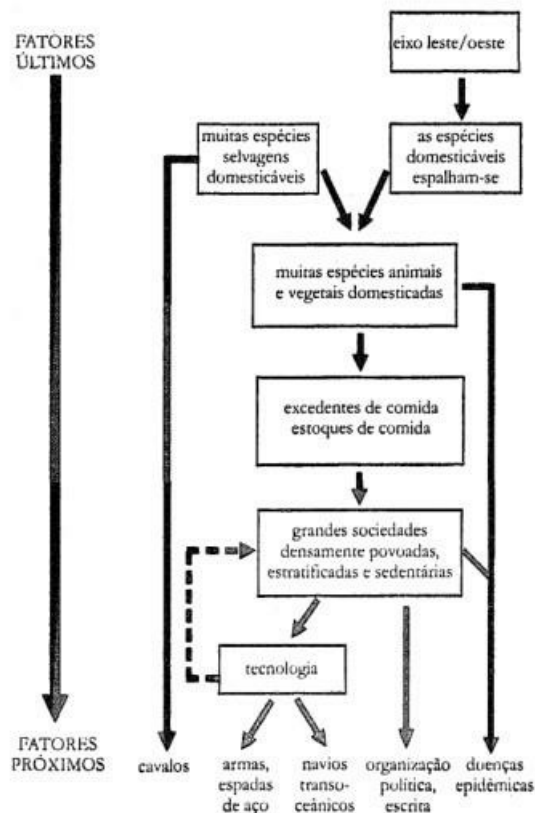 FATORES
ÚLTIMOS
eixo leste/oeste
muitas espécies
selvagens
domesticáveis
as espécies
domesticáveis
espalham-se
muitas espécies animais
e vegetais domesticadas
excedentes de comida
estoques de comida
grandes sociedades
densamente povoadas,
estratificadas e sedentárias
tecnologia
FATORES
PRÓXIMOS
cavalos
armas,
espadas
de aço
navios
transo-
ceánicos
organização
política,
escrita
doenças
epidêmicas